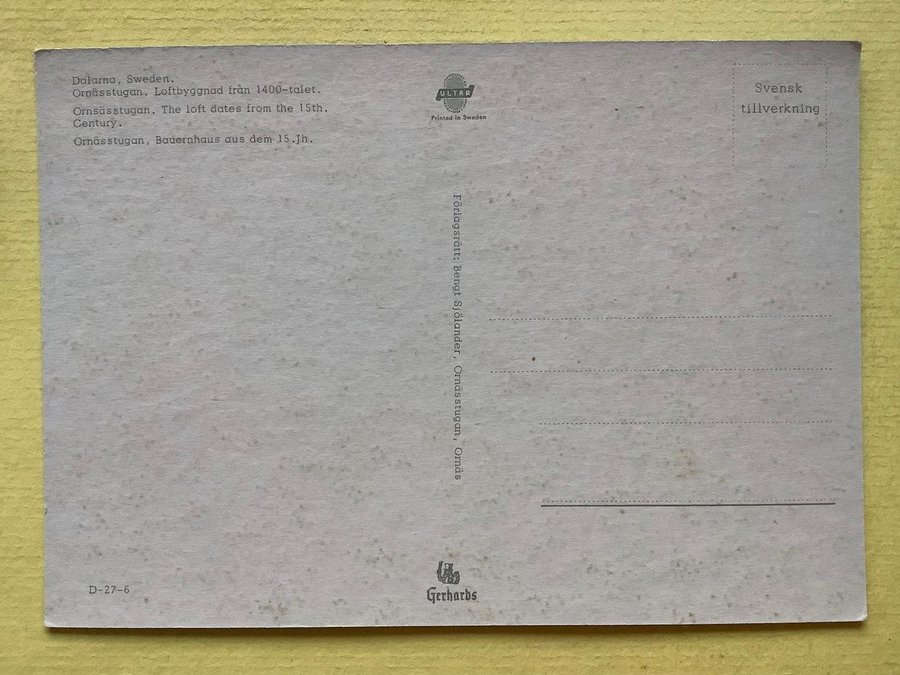 Dalarna, Sweden.
Ornässtugan. Loftbyggnad från 1400-talet.
Ornsässtugan. The loft dates from the 15th.
Century.
Ornässtugan, Bauernhaus aus dem 15.Jh.
ULTRA
Printed in Sweden
Svensk
tillverkning
Förlagsrätt: Bengt Sjölander, Ornässtugan, Ornäs
D-27-6
Gerhards